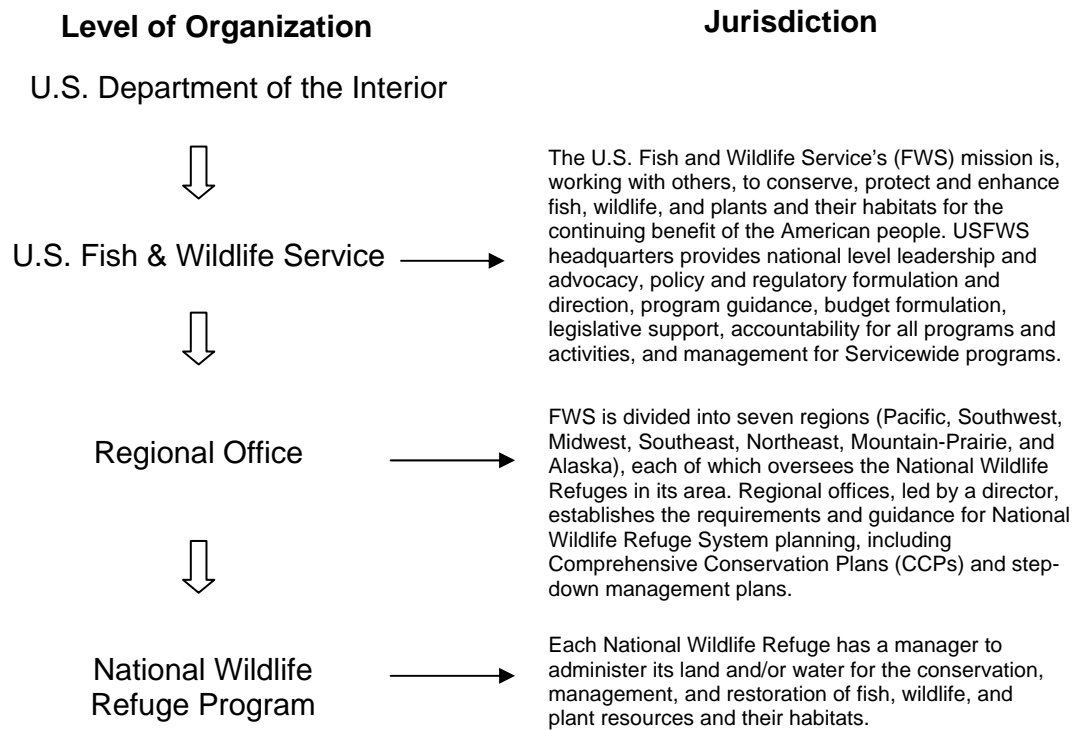 Level of Organization
Jurisdiction
U.S. Department of the Interior
U.S. Fish & Wildlife Service
The U.S. Fish and Wildlife Service’s (FWS) mission is,
working with others, to conserve, protect and enhance
fish, wildlife, and plants and their habitats for the
continuing benefit of the American people. USFWS
headquarters provides national level leadership and
advocacy, policy and regulatory formulation and
direction, program guidance, budget formulation,
legislative support, accountability for all programs and
activities, and management for Servicewide programs.
Regional Office
FWS is divided into seven regions (Pacific, Southwest,
Midwest, Southeast, Northeast, Mountain-Prairie, and
Alaska), each of which oversees the National Wildlife
Refuges in its area. Regional offices, led by a director,
establishes the requirements and guidance for National
Wildlife Refuge System planning, including
Comprehensive Conservation Plans (CCPs) and step-
down management plans.
National Wildlife
Refuge Program
Each National Wildlife Refuge has a manager to
administer its land and/or water for the conservation,
management, and restoration of fish, wildlife, and
plant resources and their habitats.